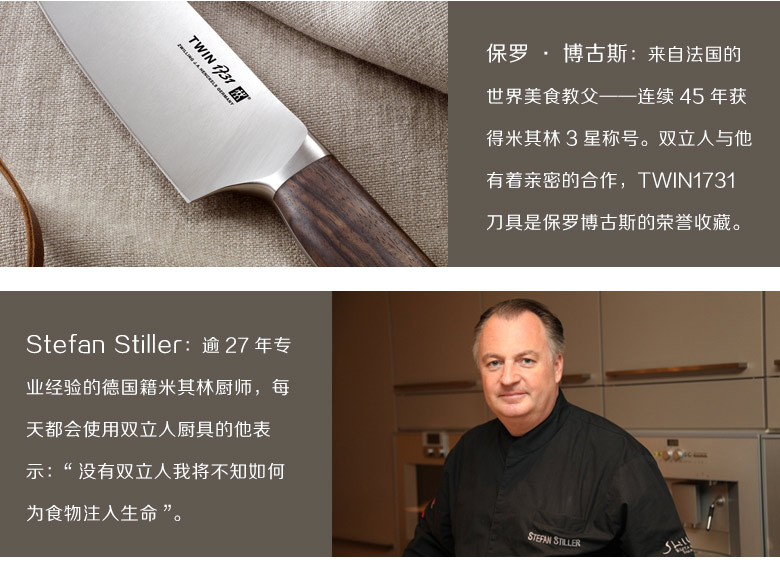 TWIN 1731
ZWILLING J.A. HENCKELS GERMANY
保罗 · 博古斯：来自法国的
世界美食教父——连续 45 年获
得米其林 3 星称号。双立人与他
有着亲密的合作，TWIN1731
刀具是保罗博古斯的荣誉收藏。
Stefan Stiller：逾 27 年专
业经验的德国籍米其林厨师，每
天都会使用双立人厨具的他表
示：“ 没有双立人我将不知如何
为食物注入生命 ”。
STEFAN STILLER